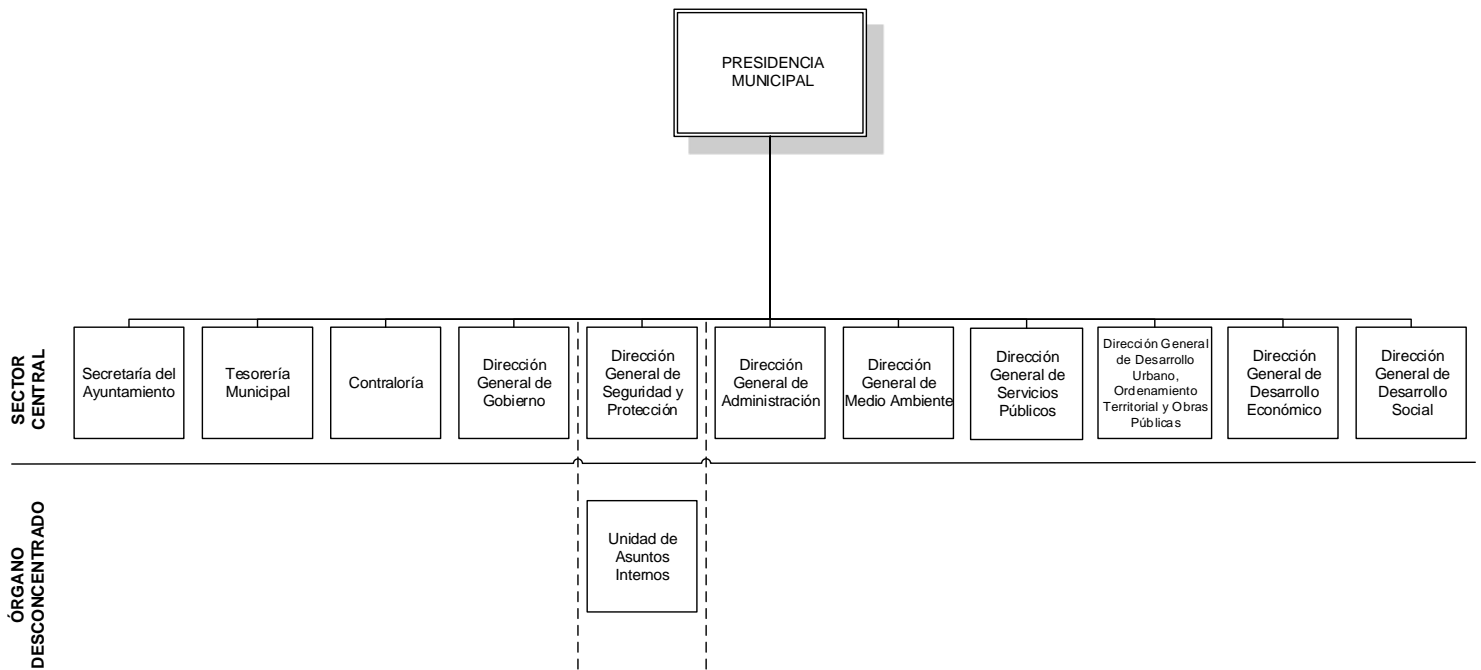 PRESIDENCIA
MUNICIPAL
SECTOR
CENTRAL
Secretaría del
Ayuntamiento
Tesorería
Municipal
Contraloría
Dirección
General de
Gobierno
Dirección
General de
Seguridad y
Protección
Dirección
General de
Administración
Dirección
General de
Medio Ambiente
Dirección
General de
Servicios
Públicos
Dirección General
de Desarrollo
Urbano,
Ordenamiento
Territorial y Obras
Públicas
Dirección
General de
Desarrollo
Económico
Dirección
General de
Desarrollo
Social
ÓRGANO
DESCONCENTRADO
Unidad de
Asuntos
Internos